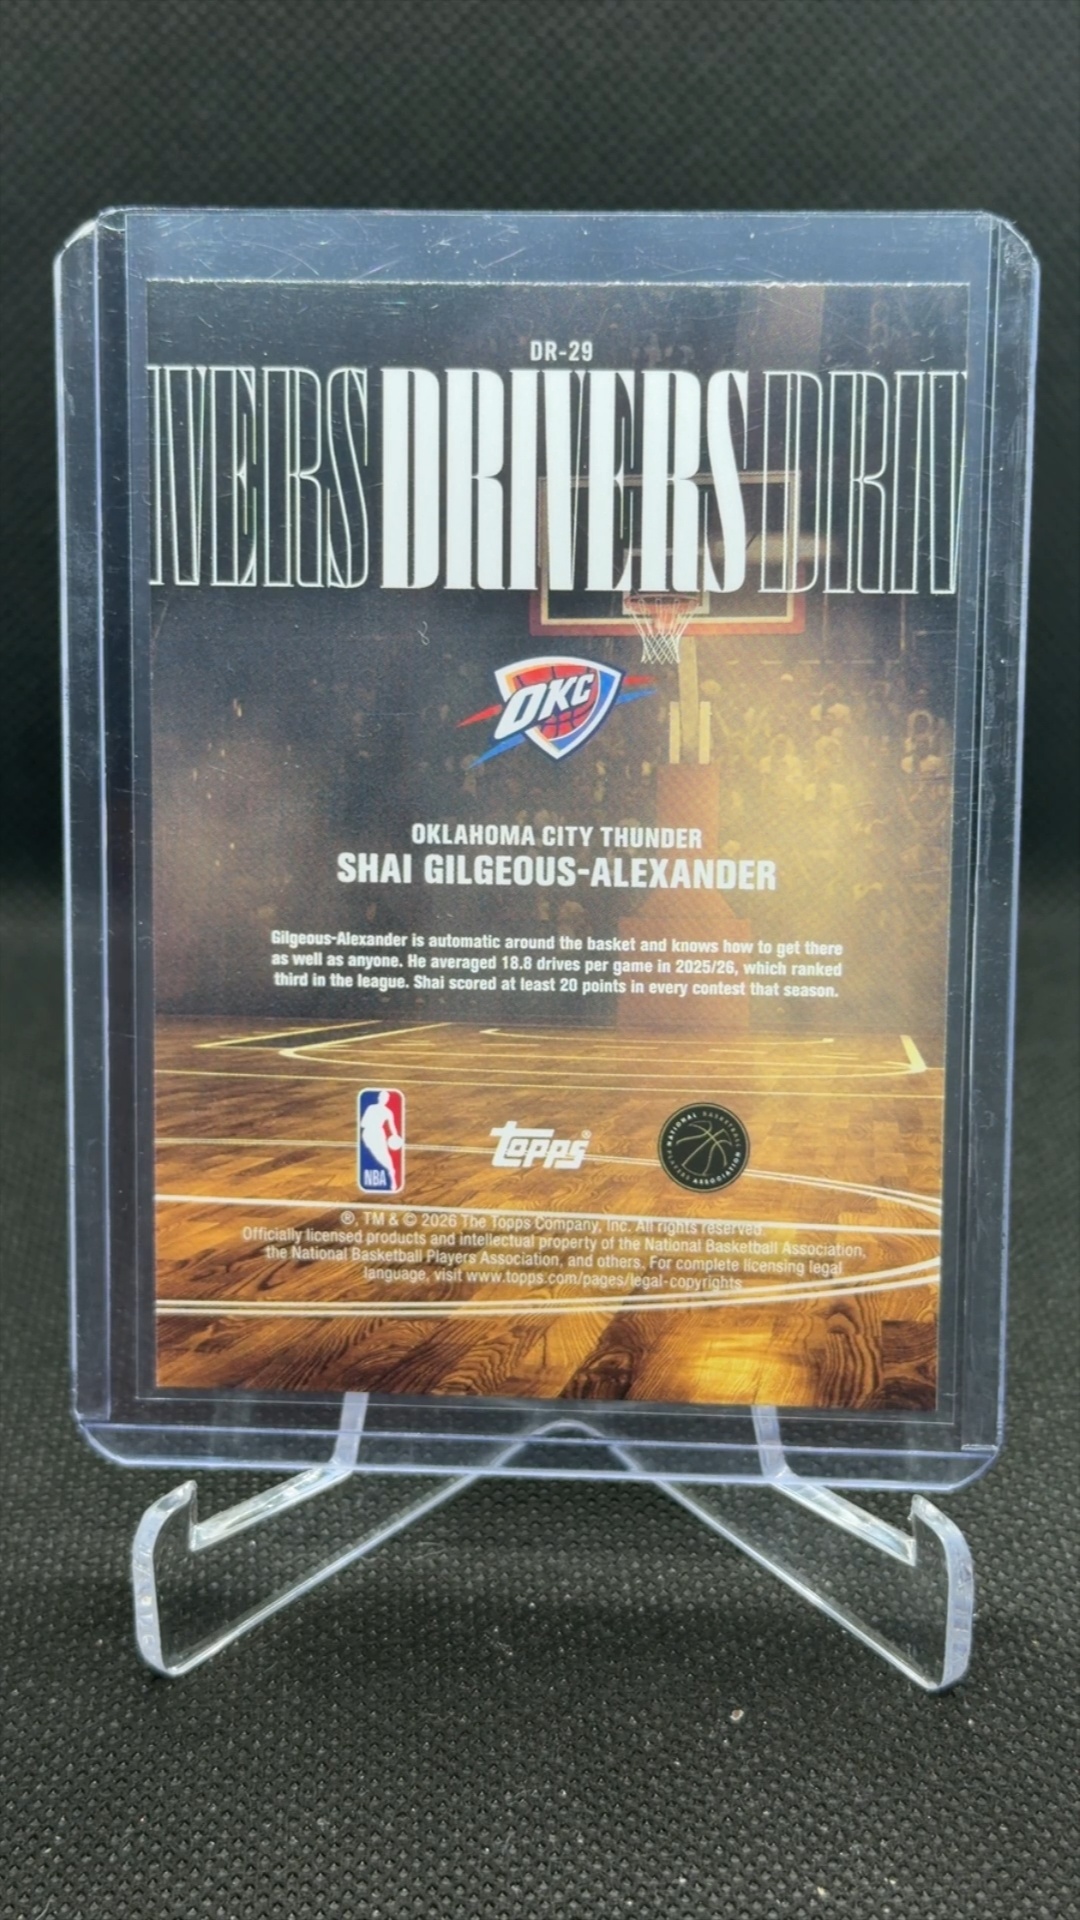 DR-29
IVERS DRIVERS DRIV
OKC
OKLAHOMA CITY THUNDER
SHAI GILGEOUS-ALEXANDER
Gilgeous-Alexander is automatic around the basket and knows how to get there
as well as anyone. He averaged 18.8 drives per game in 2025/26, which ranked
third in the league. Shai scored at least 20 points in every contest that season.
NBA
topps®
NATIONAL BASKETBALL PLAYERS ASSOCIATION
®, TM & © 2026 The Topps Company, Inc. All rights reserved.
Officially licensed products and intellectual property of the National Basketball Association,
the National Basketball Players Association, and others. For complete licensing legal
language, visit www.topps.com/pages/legal-copyrights